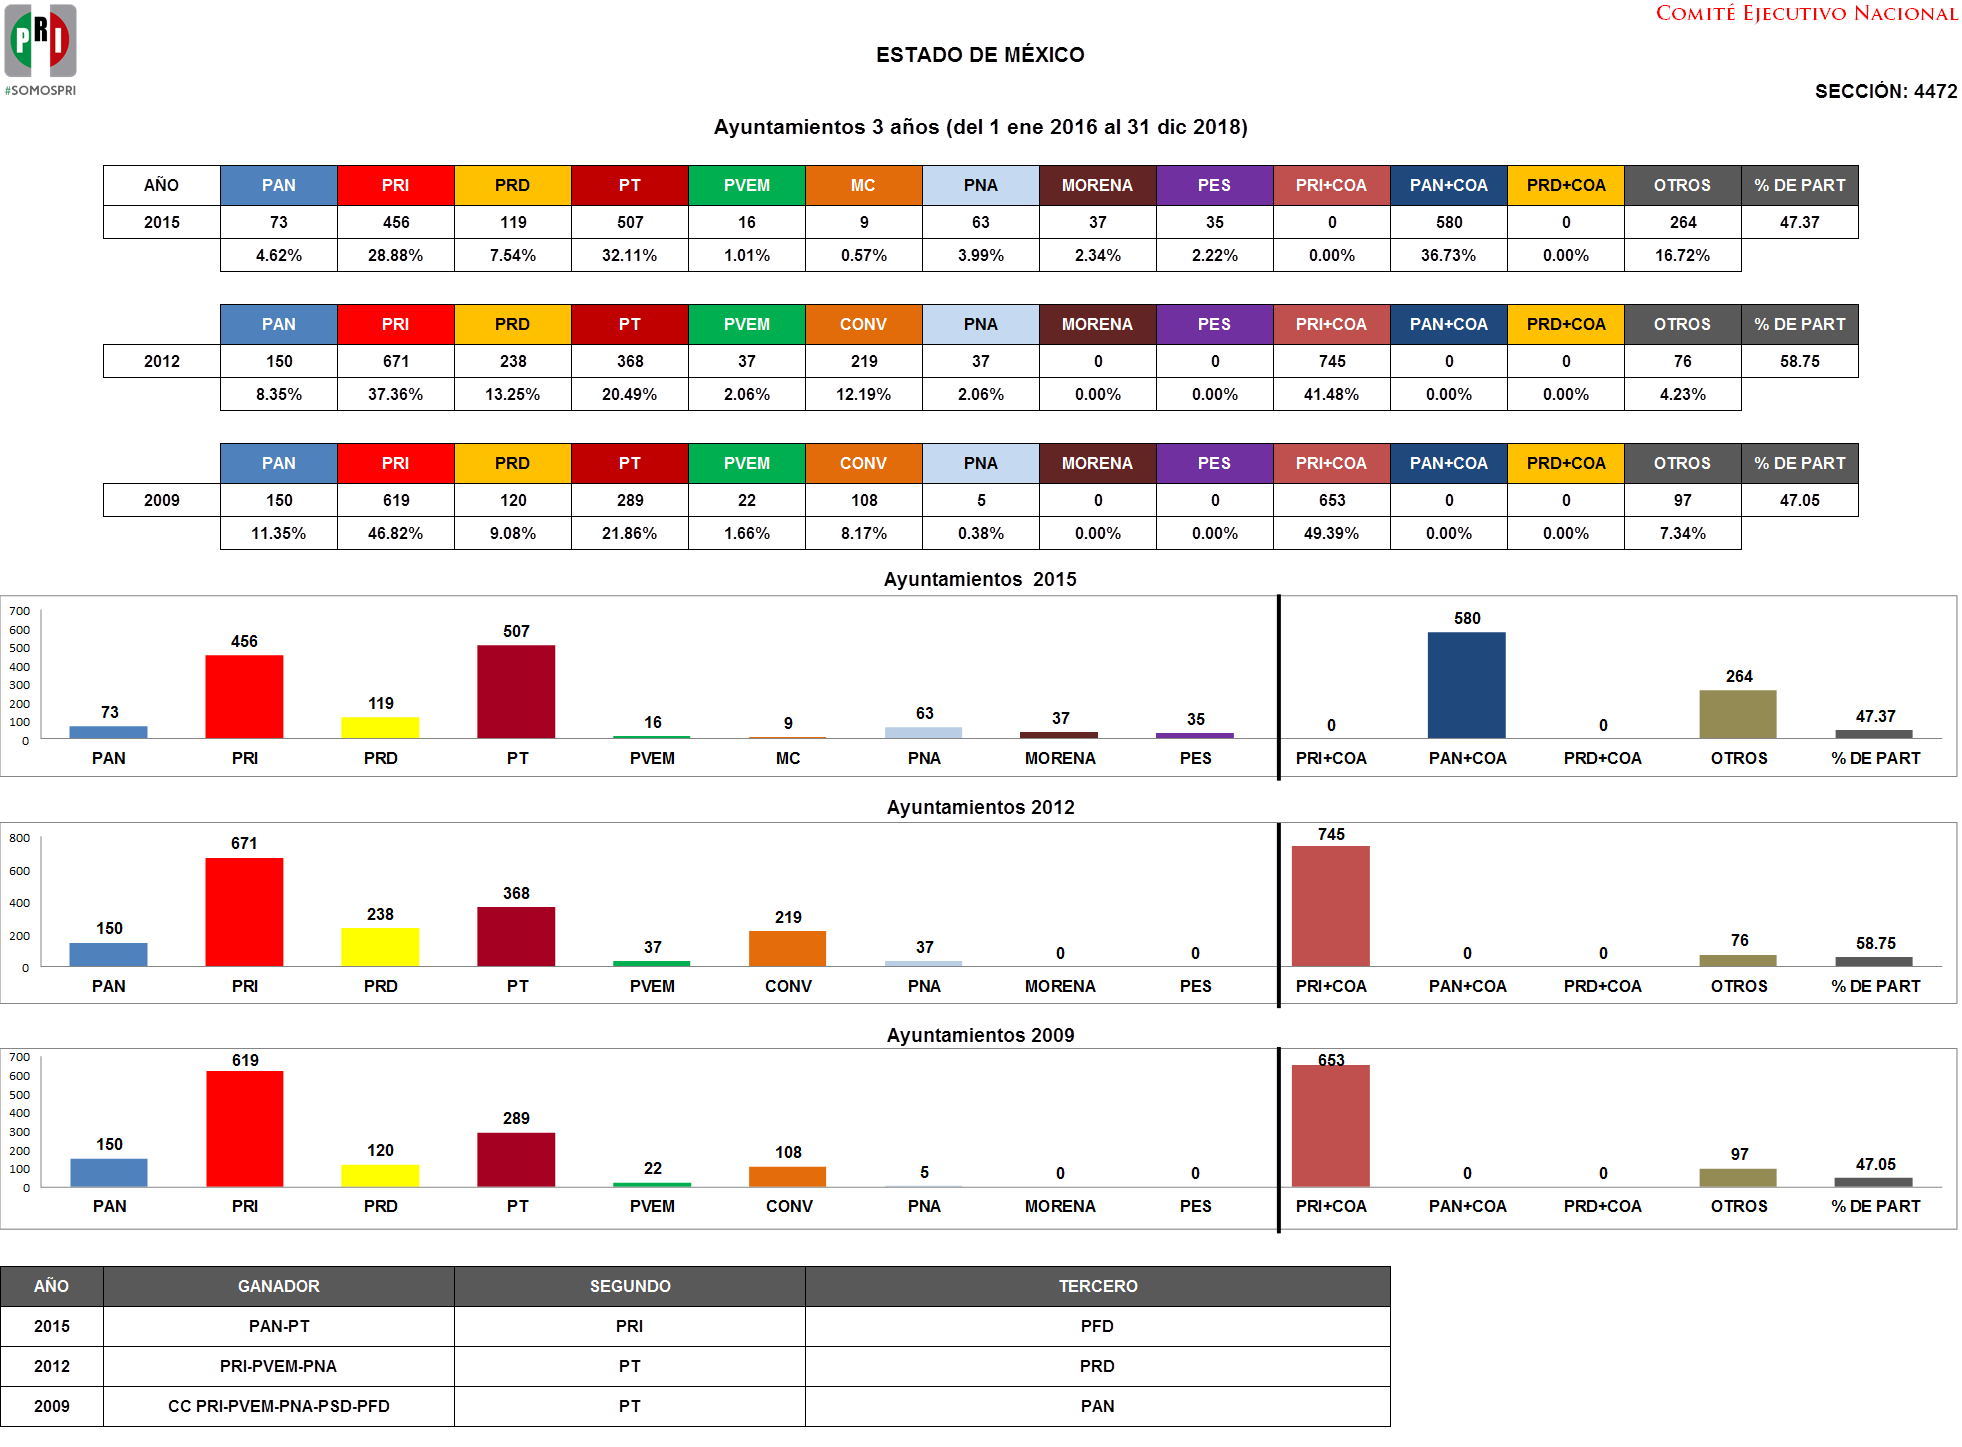 PRI
#SOMOSPRI
COMITÉ EJECUTIVO NACIONAL
ESTADO DE MÉXICO
SECCIÓN: 4472
Ayuntamientos 3 años (del 1 ene 2016 al 31 dic 2018)
AÑO PAN PRI PRD PT PVEM MC PNA MORENA PES PRI+COA PAN+COA PRD+COA OTROS % DE PART
2015 73 456 119 507 16 9 63 37 35 0 580 0 264 47.37
4.62% 28.88% 7.54% 32.11% 1.01% 0.57% 3.99% 2.34% 2.22% 0.00% 36.73% 0.00% 16.72%
PAN PRI PRD PT PVEM CONV PNA MORENA PES PRI+COA PAN+COA PRD+COA OTROS % DE PART
2012 150 671 238 368 37 219 37 0 0 745 0 0 76 58.75
8.35% 37.36% 13.25% 20.49% 2.06% 12.19% 2.06% 0.00% 0.00% 41.48% 0.00% 0.00% 4.23%
PAN PRI PRD PT PVEM CONV PNA MORENA PES PRI+COA PAN+COA PRD+COA OTROS % DE PART
2009 150 619 120 289 22 108 5 0 0 653 0 0 97 47.05
11.35% 46.82% 9.08% 21.86% 1.66% 8.17% 0.38% 0.00% 0.00% 49.39% 0.00% 0.00% 7.34%
Ayuntamientos 2015
700
600
500
400
300
200
100
0
73 456 119 507 16 9 63 37 35 0 580 0 264 47.37
PAN PRI PRD PT PVEM MC PNA MORENA PES PRI+COA PAN+COA PRD+COA OTROS % DE PART
Ayuntamientos 2012
800
600
400
200
0
150 671 238 368 37 219 37 0 0 745 0 0 76 58.75
PAN PRI PRD PT PVEM CONV PNA MORENA PES PRI+COA PAN+COA PRD+COA OTROS % DE PART
Ayuntamientos 2009
700
600
500
400
300
200
100
0
150 619 120 289 22 108 5 0 0 653 0 0 97 47.05
PAN PRI PRD PT PVEM CONV PNA MORENA PES PRI+COA PAN+COA PRD+COA OTROS % DE PART
AÑO GANADOR SEGUNDO TERCERO
2015 PAN-PT PRI PFD
2012 PRI-PVEM-PNA PT PRD
2009 CC PRI-PVEM-PNA-PSD-PFD PT PAN